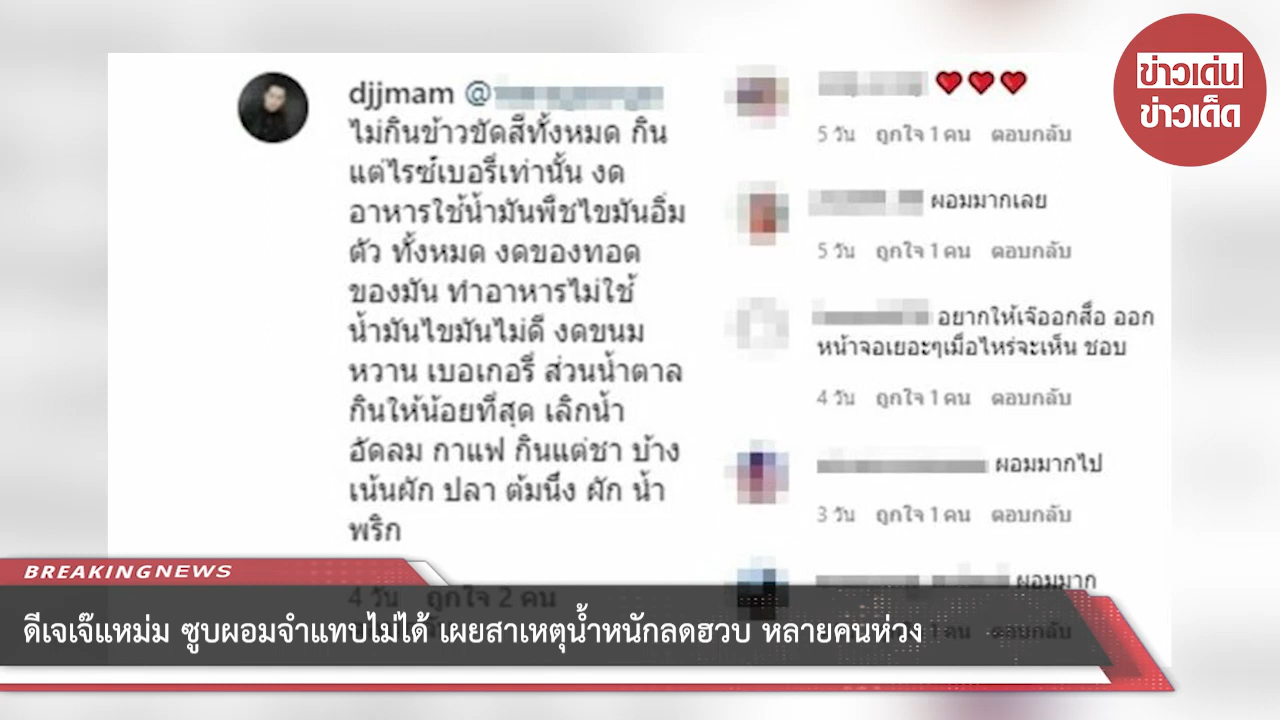 ข่าวเด่น
ข่าวเด็ด
djjmam @
ไม่กินข้าวขัดสีทั้งหมด กิน
แต่ไรซ์เบอรี่เท่านั้น งด
อาหารใช้น้ำมันพืชไขมันอิ่ม
ตัว ทั้งหมด งดของทอด
ของมัน ทำอาหารไม่ใช้
น้ำมันไขมันไม่ดี งดขนม
หวาน เบอเกอรี่ ส่วนน้ำตาล
กินให้น้อยที่สุด เลิกน้ำ
อัดลม กาแฟ กินแต่ชา บ้าง
เน้นผัก ปลา ต้มนึ่ง ผัก น้ำ
พริก
4 วัน ถูกใจ 2 คน
❤️❤️❤️
5 วัน ถูกใจ 1 คน ตอบกลับ
ผอมมากเลย
5 วัน ถูกใจ 1 คน ตอบกลับ
อยากให้เจ๊ออกสื่อ ออก
หน้าจอเยอะๆเมื่อไหร่จะเห็น ชอบ
4 วัน ถูกใจ 1 คน ตอบกลับ
ผอมมากไป
3 วัน ถูกใจ 1 คน ตอบกลับ
ผอมมาก
1 คน ตอบกลับ
BREAKINGNEWS
ดีเจเจ๊แหม่ม ซูบผอมจำแทบไม่ได้ เผยสาเหตุน้ำหนักลดฮวบ หลายคนห่วง